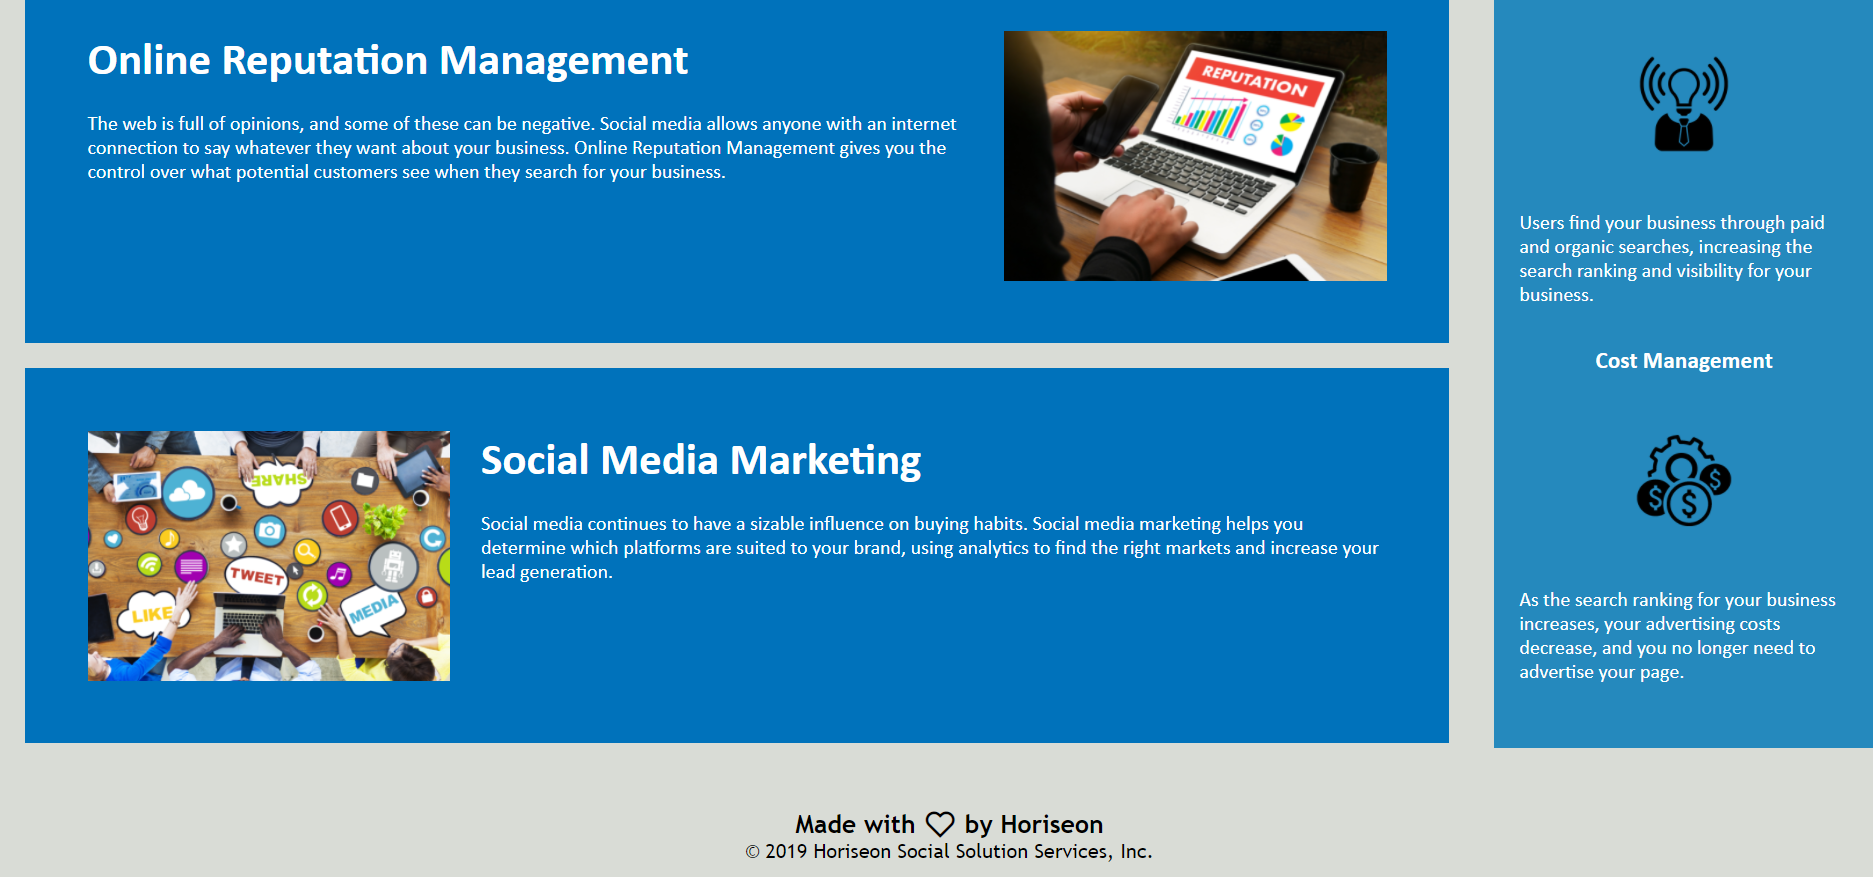 Online Reputation Management
The web is full of opinions, and some of these can be negative. Social media allows anyone with an internet
connection to say whatever they want about your business. Online Reputation Management gives you the
control over what potential customers see when they search for your business.
REPUTATION
SHARE
TWEET
LIKE
MEDIA
Social Media Marketing
Social media continues to have a sizable influence on buying habits. Social media marketing helps you
determine which platforms are suited to your brand, using analytics to find the right markets and increase your
lead generation.
Users find your business through paid
and organic searches, increasing the
search ranking and visibility for your
business.
Cost Management
$ $ $
As the search ranking for your business
increases, your advertising costs
decrease, and you no longer need to
advertise your page.
Made with ♡ by Horiseon
© 2019 Horiseon Social Solution Services, Inc.